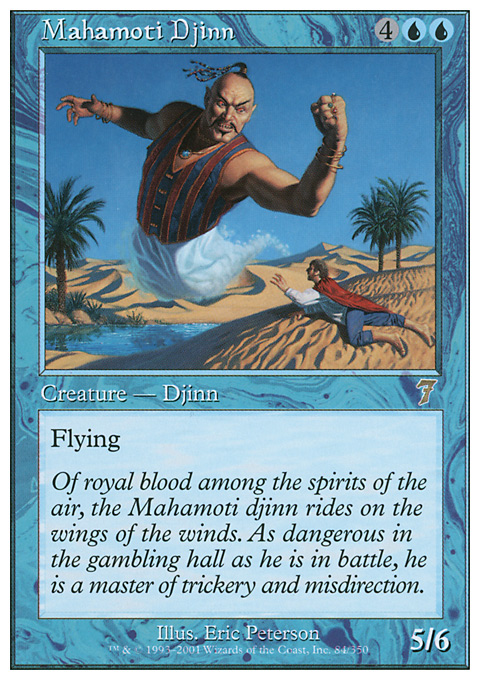 Mahamoti Djinn 4
Creature — Djinn 7
Flying
Of royal blood among the spirits of the
air, the Mahamoti djinn rides on the
wings of the winds. As dangerous in
the gambling hall as he is in battle, he
is a master of trickery and misdirection.
Illus. Eric Peterson
™ & © 1993–2001 Wizards of the Coast, Inc. 84/350
5/6